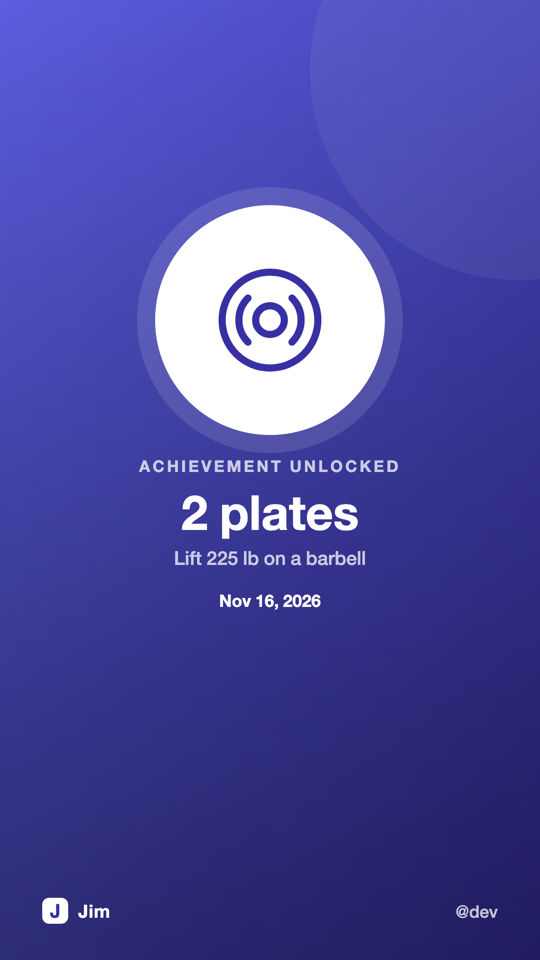 ACHIEVEMENT UNLOCKED
2 plates
Lift 225 lb on a barbell
Nov 16, 2026
J Jim
@dev